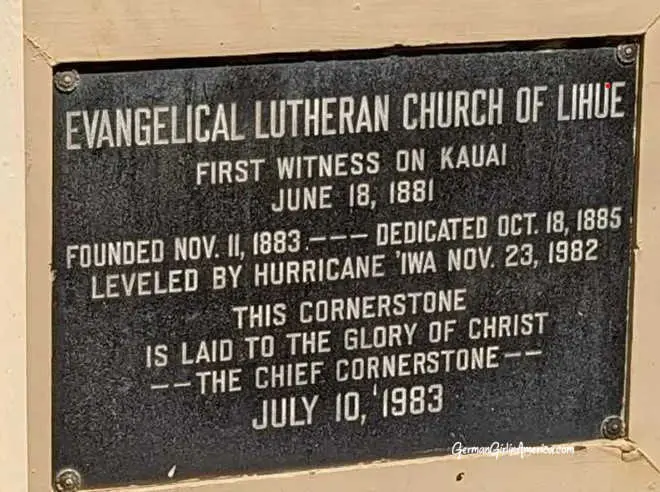 EVANGELICAL LUTHERAN CHURCH OF LIHUE
FIRST WITNESS ON KAUAI
JUNE 18, 1881
FOUNDED NOV. 11, 1883 --- DEDICATED OCT. 18, 1885
LEVELED BY HURRICANE 'IWA NOV. 23, 1982
THIS CORNERSTONE
IS LAID TO THE GLORY OF CHRIST
--THE CHIEF CORNERSTONE--
JULY 10, 1983
GermanGirlinAmerica.com